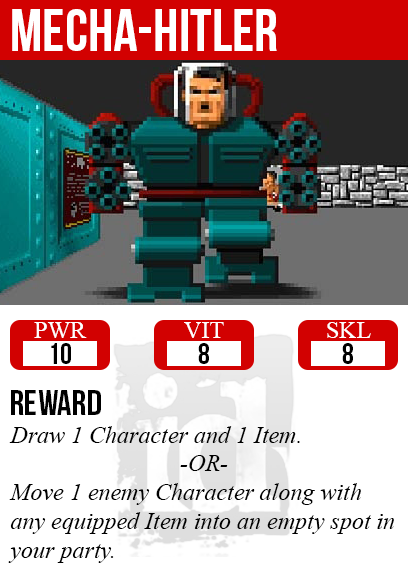 MECHA-HITLER
PWR VIT SKL
10 8 8
REWARD
Draw 1 Character and 1 Item.
-OR-
Move 1 enemy Character along with
any equipped Item into an empty spot in
your party.